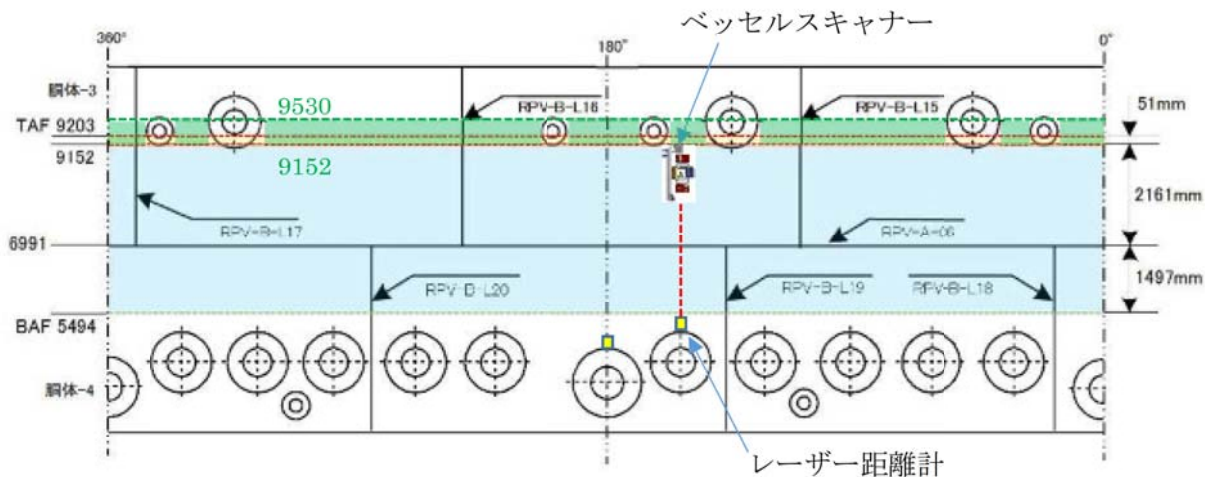 ベッセルスキャナー
360°
180°
0°
胴体-3
9530
RPV-B-L16
RPV-B-L15
51mm
TAF 9203
9152
9152
2161mm
RPV-B-L17
RPV-A-06
6991
RPV-D-L20
RPV-B-L19
RPV-B-L18
1497mm
BAF 5494
胴体-4
レーザー距離計